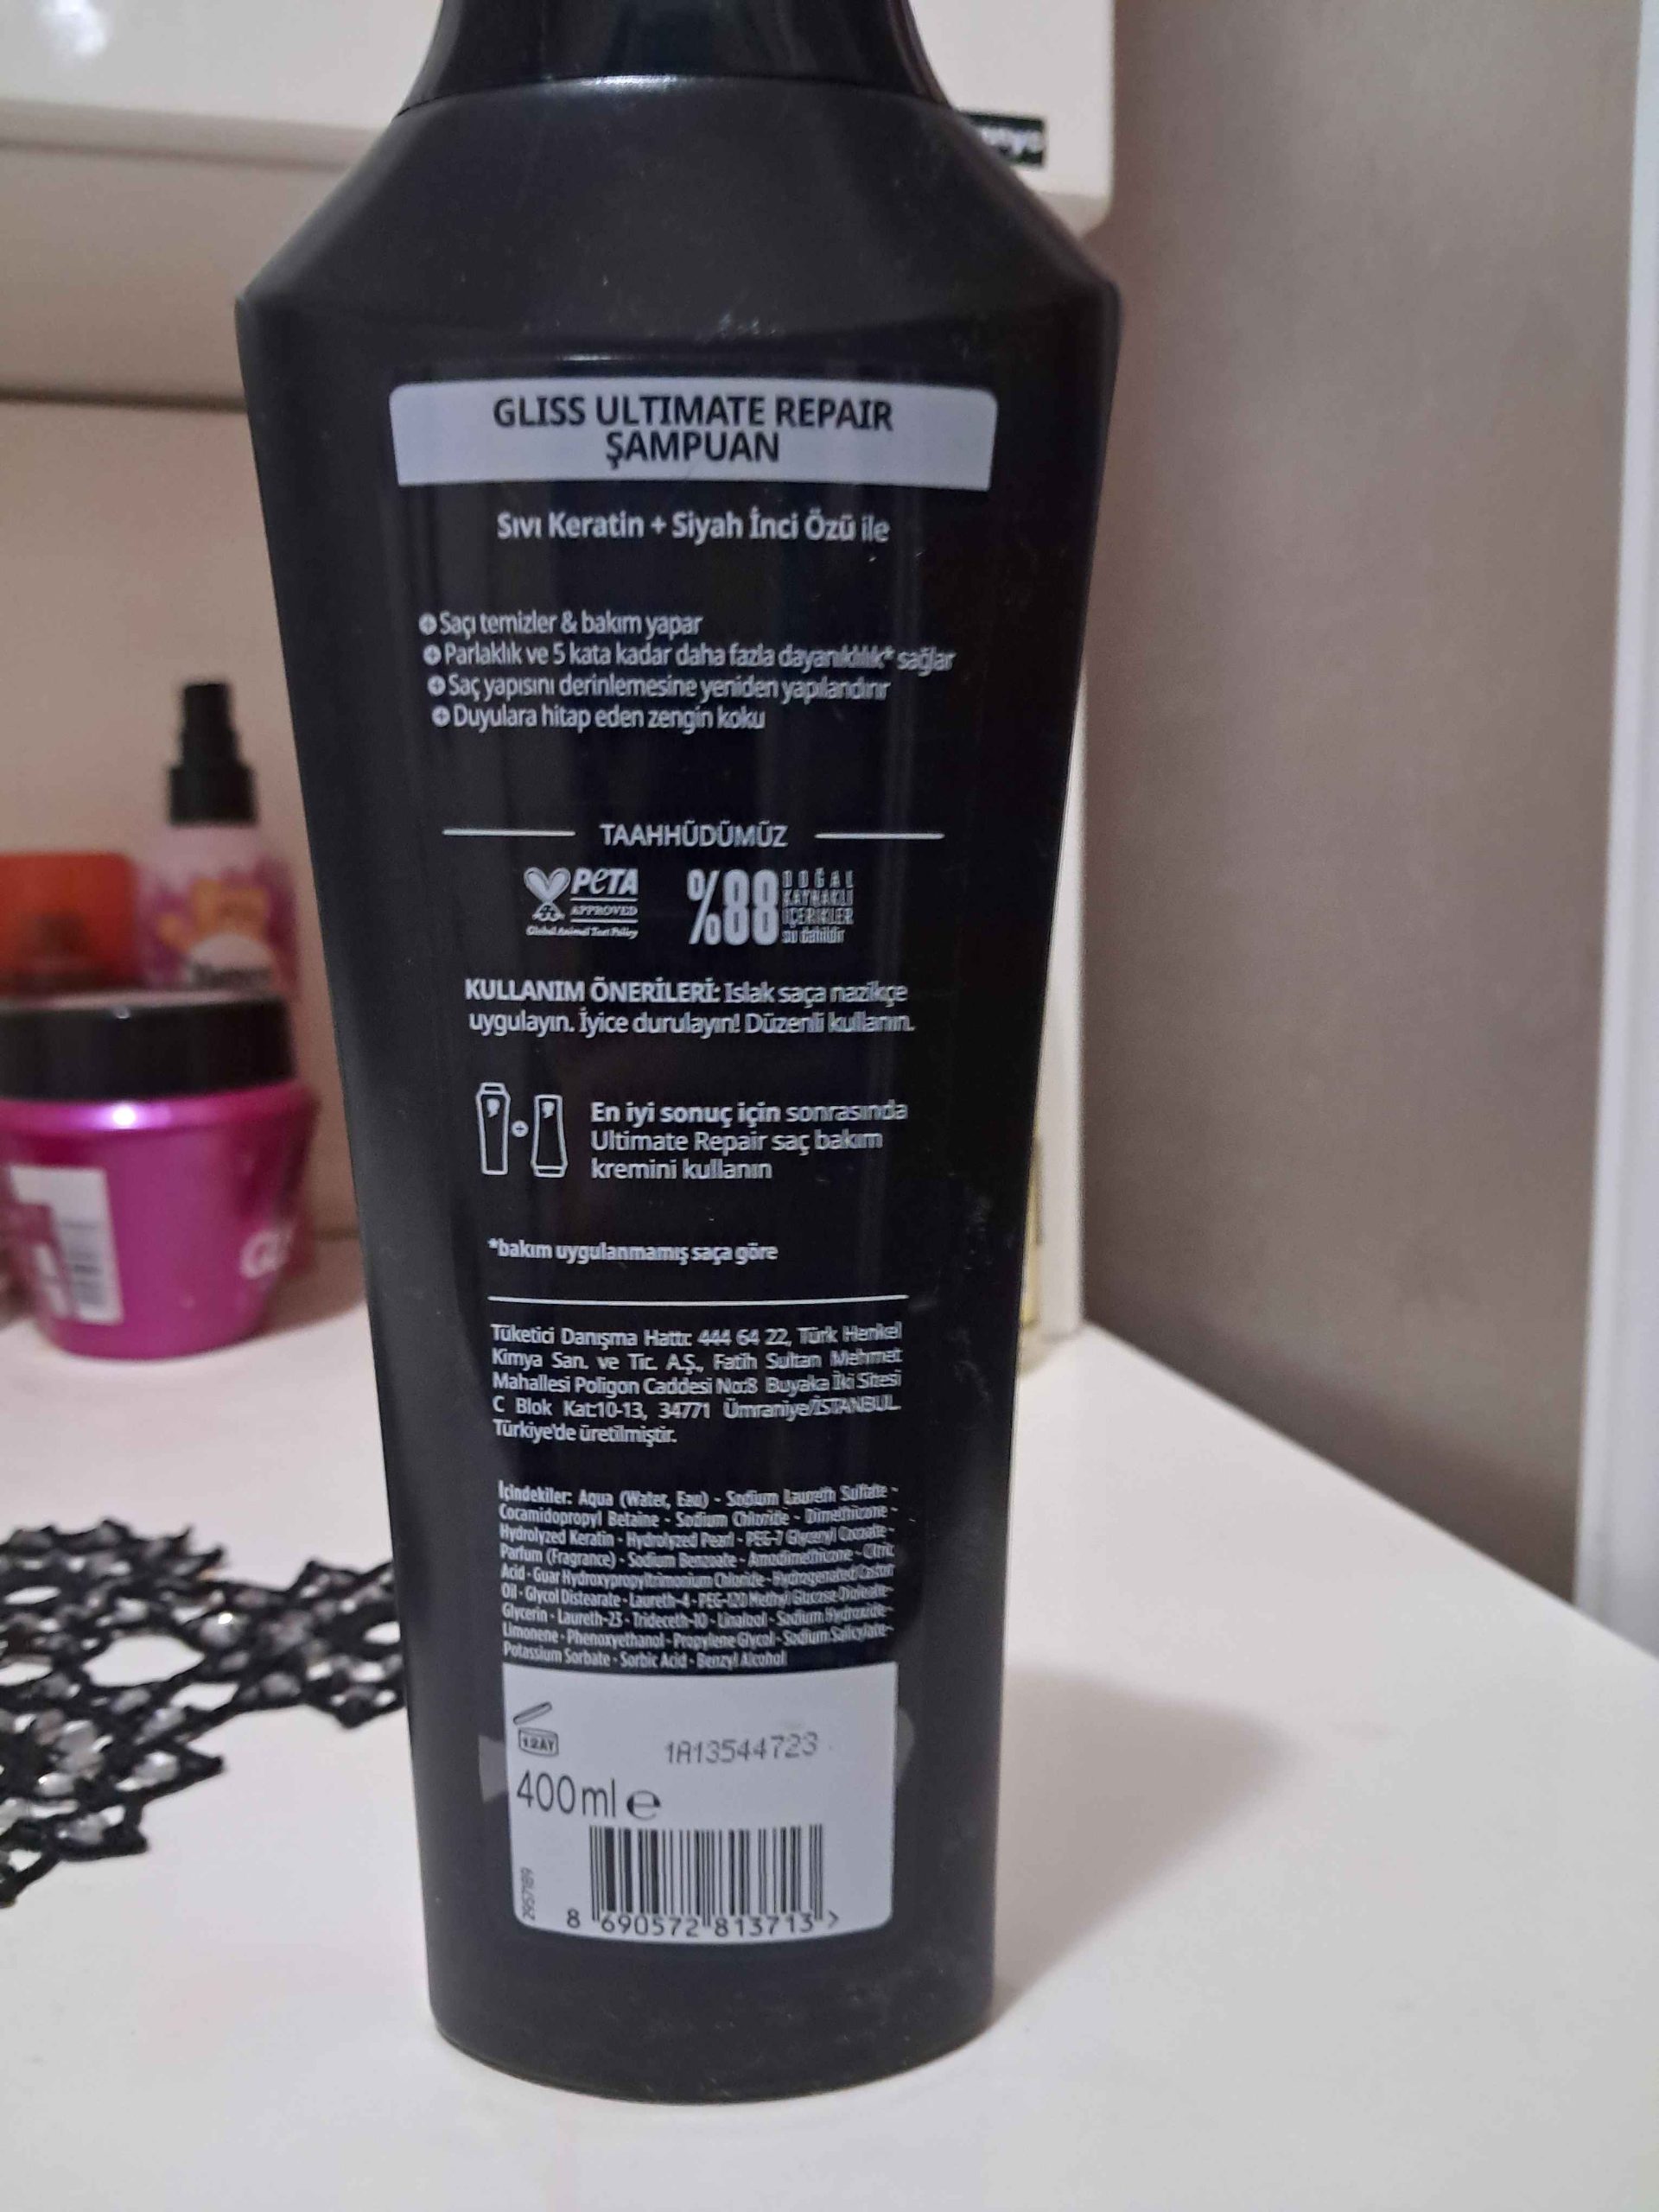 GLISS ULTIMATE REPAIR
ŞAMPUAN
Sıvı Keratin + Siyah İnci Özü ile
Saçı temizler & bakım yapar
Parlaklık ve 5 kata kadar daha fazla dayanıklılık* sağlar
Saç yapısını derinlemesine yeniden yapılandırır
Duyulara hitap eden zengin koku
TAAHHÜDÜMÜZ
PETA
APPROVED
Global Animal Test Policy
%88
DOĞAL
KAYNAKLI
İÇERİKLER
su dahildir
KULLANIM ÖNERİLERİ: Islak saça nazikçe
uygulayın. İyice durulayın! Düzenli kullanın.
En iyi sonuç için sonrasında
Ultimate Repair saç bakım
kremini kullanın
*bakım uygulanmamış saça göre
Tüketici Danışma Hattı: 444 64 22, Türk Henkel
Kimya San. ve Tic. A.Ş., Fatih Sultan Mehmet
Mahallesi Poligon Caddesi No:8 Buyaka İki Sitesi
C Blok Kat:10-13, 34771 Ümraniye/İSTANBUL.
Türkiye'de üretilmiştir.
İçindekiler: Aqua (Water, Eau) - Sodium Laureth Sulfate -
Cocamidopropyl Betaine - Sodium Chloride - Dimethicone -
Hydrolyzed Keratin - Hydrolyzed Pearl - PEG-7 Glyceryl Cocoate -
Parfum (Fragrance) - Sodium Benzoate - Amodimethicone - Citric
Acid - Guar Hydroxypropyltrimonium Chloride - Hydrogenated Castor
Oil - Glycol Distearate - Laureth-4 - PEG-120 Methyl Glucose Dioleate -
Glycerin - Laureth-23 - Trideceth-10 - Linalool - Sodium Hydroxide -
Limonene - Phenoxyethanol - Propylene Glycol - Sodium Salicylate -
Potassium Sorbate - Sorbic Acid - Benzyl Alcohol
12AY
1A13544723
400 ml e
2957189
8 690572 813713 >